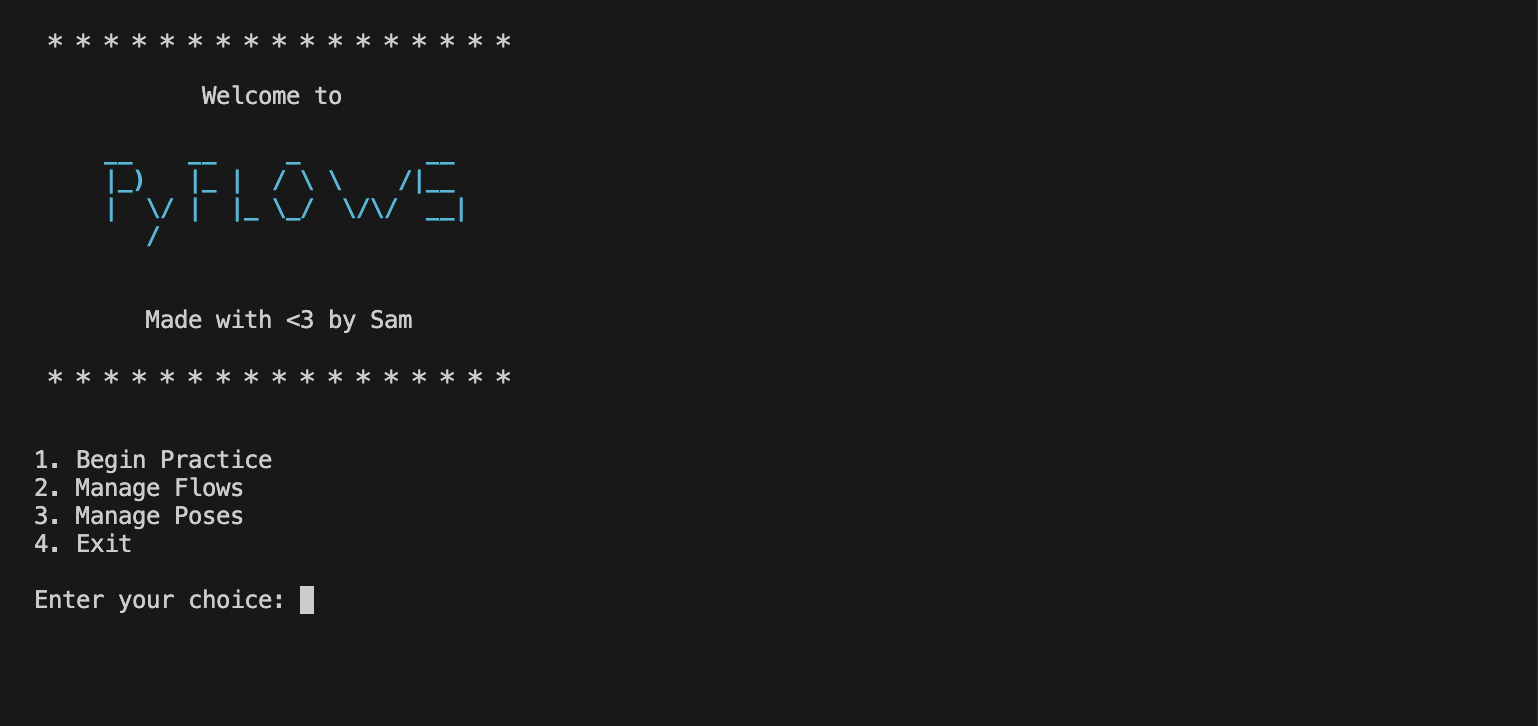 * * * * * * * * * * * * * * * * *
Welcome to
PyFLOWS
Made with <3 by Sam
* * * * * * * * * * * * * * * * *
1. Begin Practice
2. Manage Flows
3. Manage Poses
4. Exit
Enter your choice: